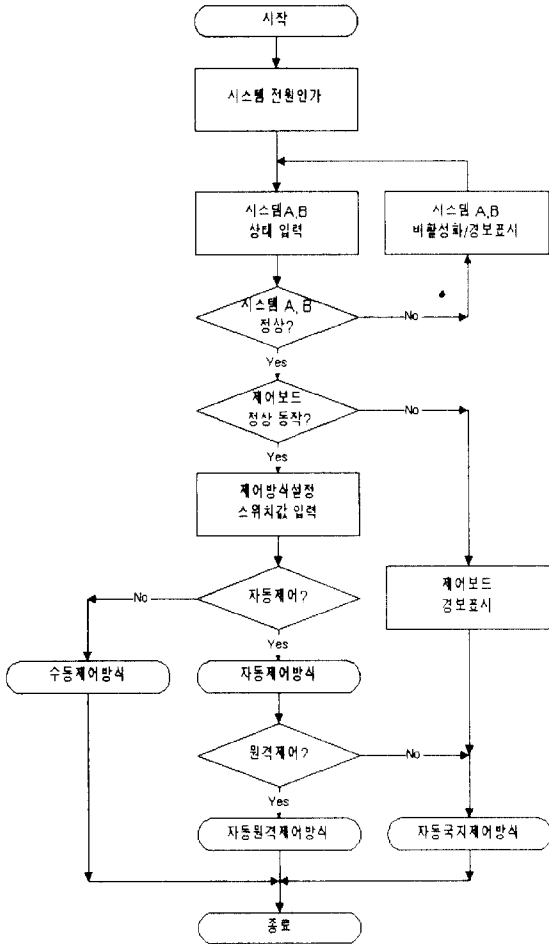 시작
시스템 전원인가
시스템A,B
상태 입력
시스템 A,B
비활성화/경보표시
시스템 A, B
정상?
No
Yes
제어보드
정상 동작?
No
Yes
제어방식설정
스위치값 입력
자동제어?
No
Yes
제어보드
경보표시
수동제어방식
자동제어방식
원격제어?
No
Yes
자동원격제어방식
자동국지제어방식
종료